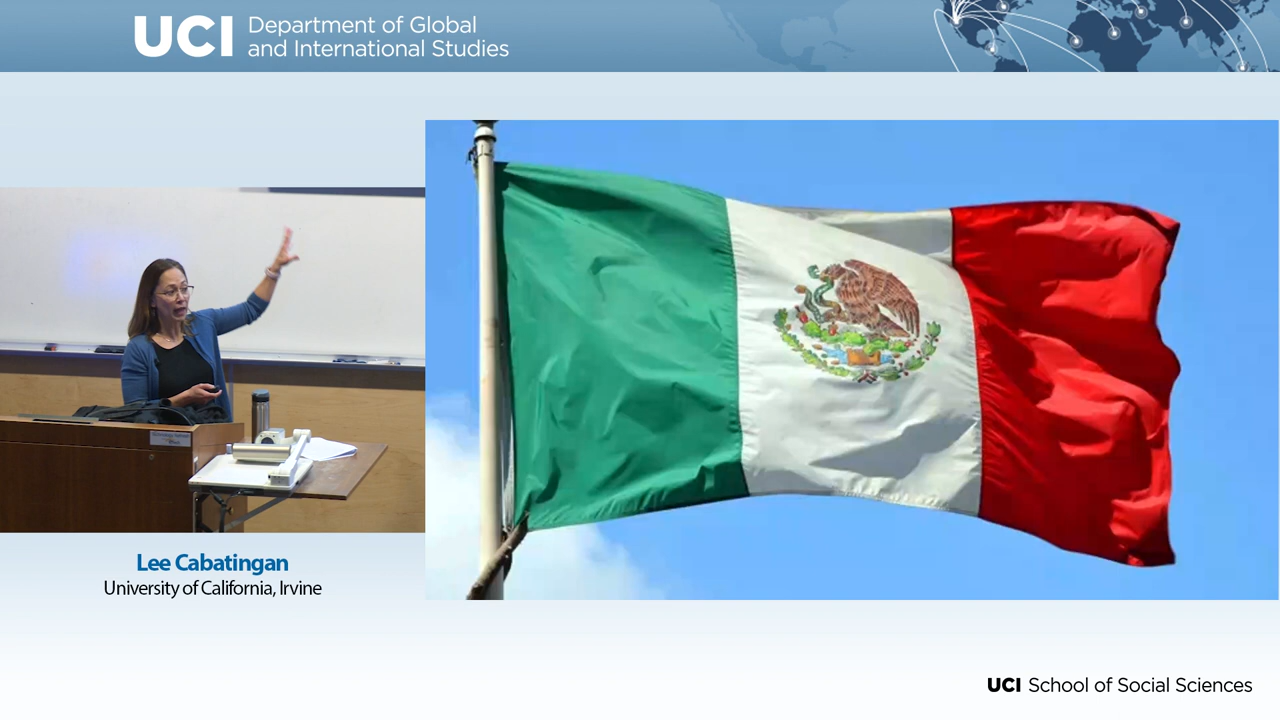 UCI Department of Global
and International Studies
Lee Cabatingan
University of California, Irvine
UCI School of Social Sciences